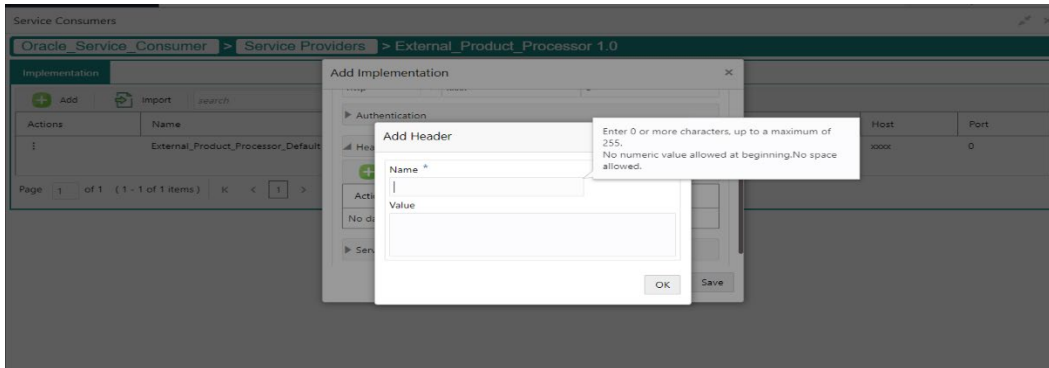 Service Consumers
Oracle_Service_Consumer > Service Providers > External_Product_Processor 1.0
Implementation
Add Implementation
Add Import search
Actions Name Host Port
External_Product_Processor_Default xxxx 0
Page 1 of 1 (1 - 1 of 1 items) K < 1 >
Authentication
Add Header
Enter 0 or more characters, up to a maximum of
255.
No numeric value allowed at beginning.No space
allowed.
Name *
Value
OK
Save